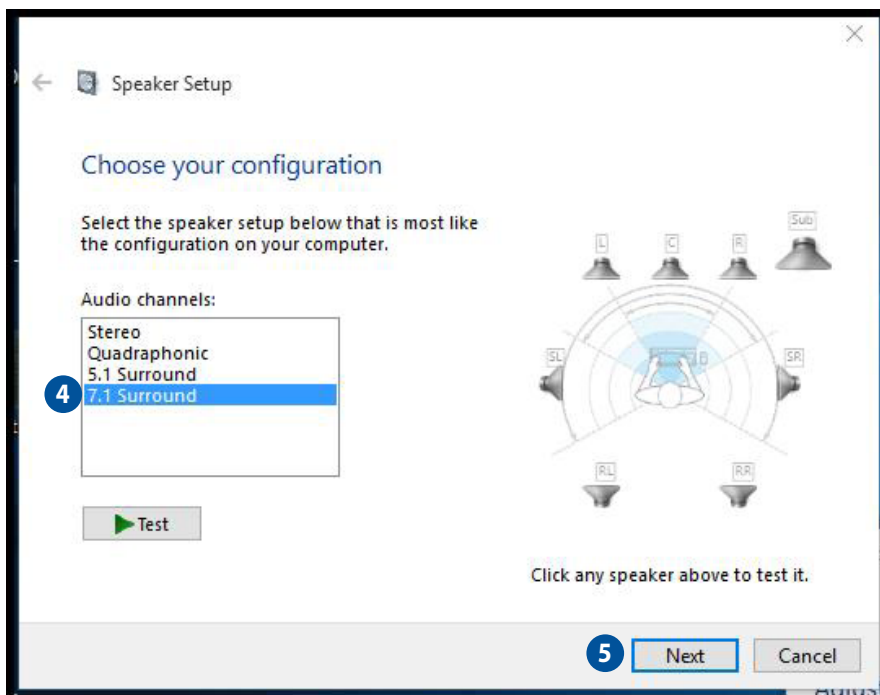 Speaker Setup
Choose your configuration
Select the speaker setup below that is most like
the configuration on your computer.
Audio channels:
Stereo
Quadraphonic
5.1 Surround
4 7.1 Surround
Test
L
C
R
Sub
SL
SR
RL
RR
Click any speaker above to test it.
5 Next
Cancel